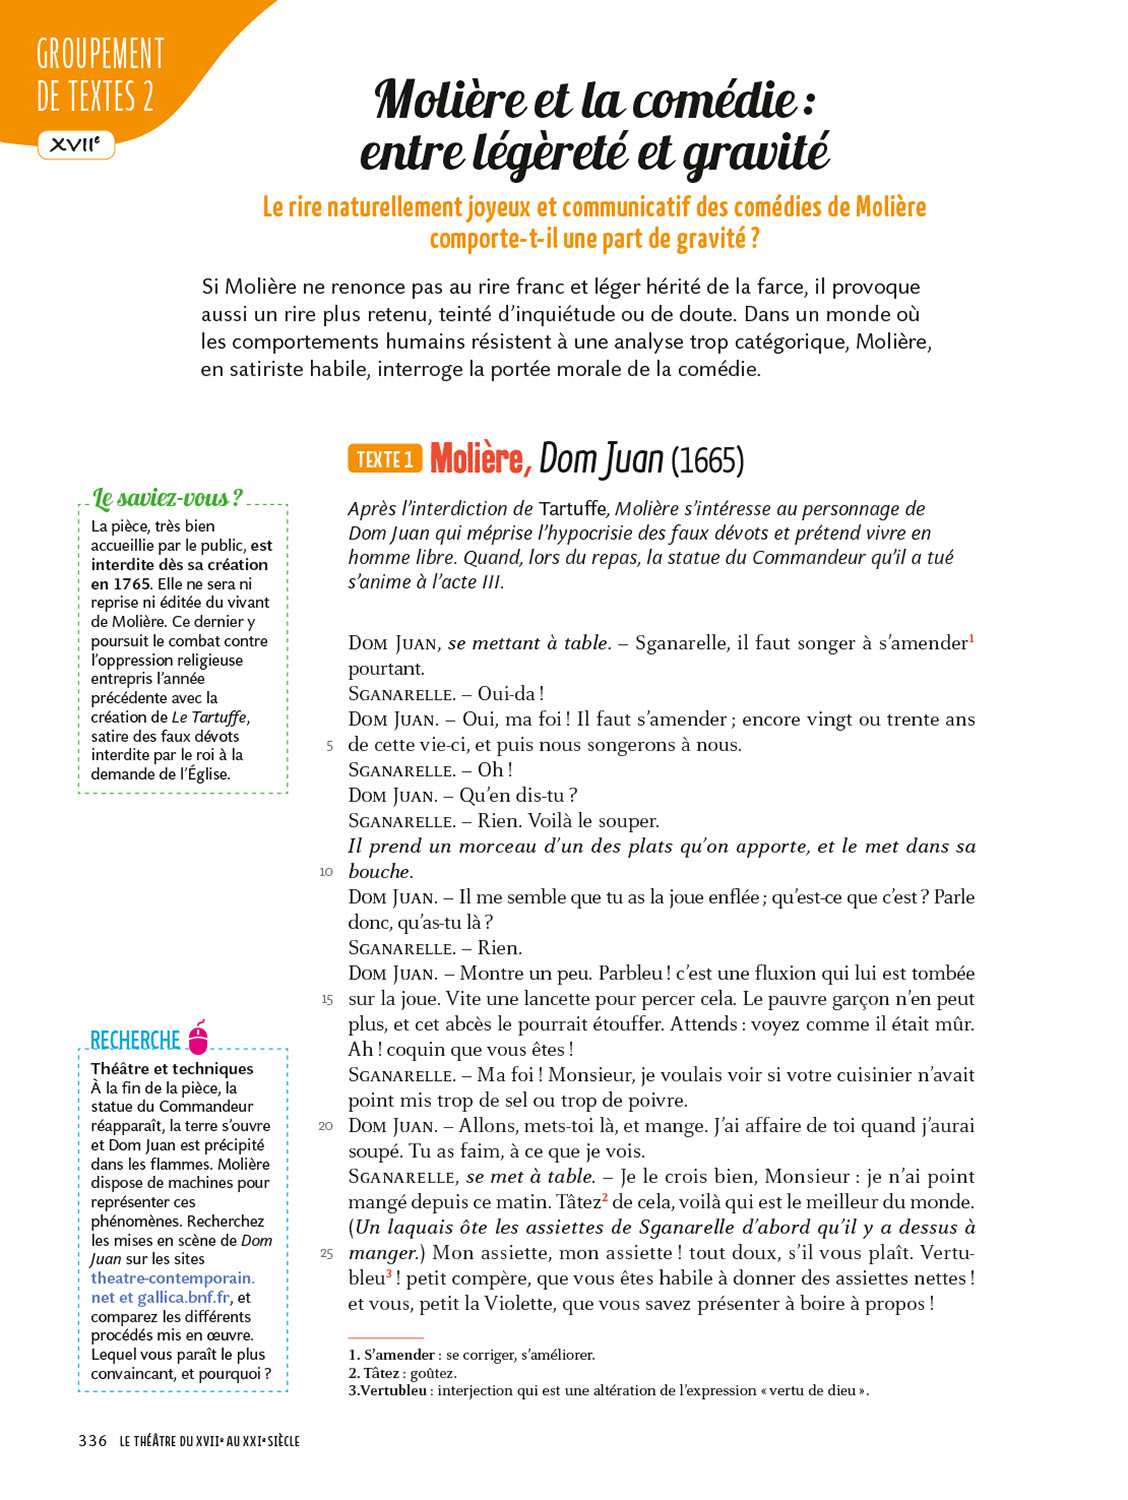 GROUPEMENT
DE TEXTES 2
XVIIe
Molière et la comédie :
entre légèreté et gravité
Le rire naturellement joyeux et communicatif des comédies de Molière
comporte-t-il une part de gravité ?
Si Molière ne renonce pas au rire franc et léger hérité de la farce, il provoque
aussi un rire plus retenu, teinté d’inquiétude ou de doute. Dans un monde où
les comportements humains résistent à une analyse trop catégorique, Molière,
en satiriste habile, interroge la portée morale de la comédie.
TEXTE 1 Molière, Dom Juan (1665)
Après l’interdiction de Tartuffe, Molière s’intéresse au personnage de
Dom Juan qui méprise l’hypocrisie des faux dévots et prétend vivre en
homme libre. Quand, lors du repas, la statue du Commandeur qu’il a tué
s’anime à l’acte III.
Le saviez-vous ?
La pièce, très bien
accueillie par le public, est
interdite dès sa création
en 1765. Elle ne sera ni
reprise ni éditée du vivant
de Molière. Ce dernier y
poursuit le combat contre
l’oppression religieuse
entrepris l’année
précédente avec la
création de Le Tartuffe,
satire des faux dévots
interdite par le roi à la
demande de l’Église.
RECHERCHE
Théâtre et techniques
À la fin de la pièce, la
statue du Commandeur
réapparaît, la terre s’ouvre
et Dom Juan est précipité
dans les flammes. Molière
dispose de machines pour
représenter ces
phénomènes. Recherchez
les mises en scène de Dom
Juan sur les sites
theatre-contemporain.
net et gallica.bnf.fr, et
comparez les différents
procédés mis en œuvre.
Lequel vous paraît le plus
convaincant, et pourquoi ?
DOM JUAN, se mettant à table. – Sganarelle, il faut songer à s’amender1
pourtant.
SGANARELLE. – Oui-da !
DOM JUAN. – Oui, ma foi ! Il faut s’amender ; encore vingt ou trente ans
5 de cette vie-ci, et puis nous songerons à nous.
SGANARELLE. – Oh !
DOM JUAN. – Qu’en dis-tu ?
SGANARELLE. – Rien. Voilà le souper.
Il prend un morceau d’un des plats qu’on apporte, et le met dans sa
10 bouche.
DOM JUAN. – Il me semble que tu as la joue enflée ; qu’est-ce que c’est ? Parle
donc, qu’as-tu là ?
SGANARELLE. – Rien.
DOM JUAN. – Montre un peu. Parbleu ! c’est une fluxion qui lui est tombée
15 sur la joue. Vite une lancette pour percer cela. Le pauvre garçon n’en peut
plus, et cet abcès le pourrait étouffer. Attends : voyez comme il était mûr.
Ah ! coquin que vous êtes !
SGANARELLE. – Ma foi ! Monsieur, je voulais voir si votre cuisinier n’avait
point mis trop de sel ou trop de poivre.
20 DOM JUAN. – Allons, mets-toi là, et mange. J’ai affaire de toi quand j’aurai
soupé. Tu as faim, à ce que je vois.
SGANARELLE, se met à table. – Je le crois bien, Monsieur : je n’ai point
mangé depuis ce matin. Tâtez2 de cela, voilà qui est le meilleur du monde.
(Un laquais ôte les assiettes de Sganarelle d’abord qu’il y a dessus à
25 manger.) Mon assiette, mon assiette ! tout doux, s’il vous plaît. Vertu-
bleu3 ! petit compère, que vous êtes habile à donner des assiettes nettes !
et vous, petit la Violette, que vous savez présenter à boire à propos !
1. S’amender : se corriger, s’améliorer.
2. Tâtez : goûtez.
3.Vertubleu : interjection qui est une altération de l’expression « vertu de dieu ».
336 LE THÉÂTRE DU XVIIe AU XXIe SIÈCLE